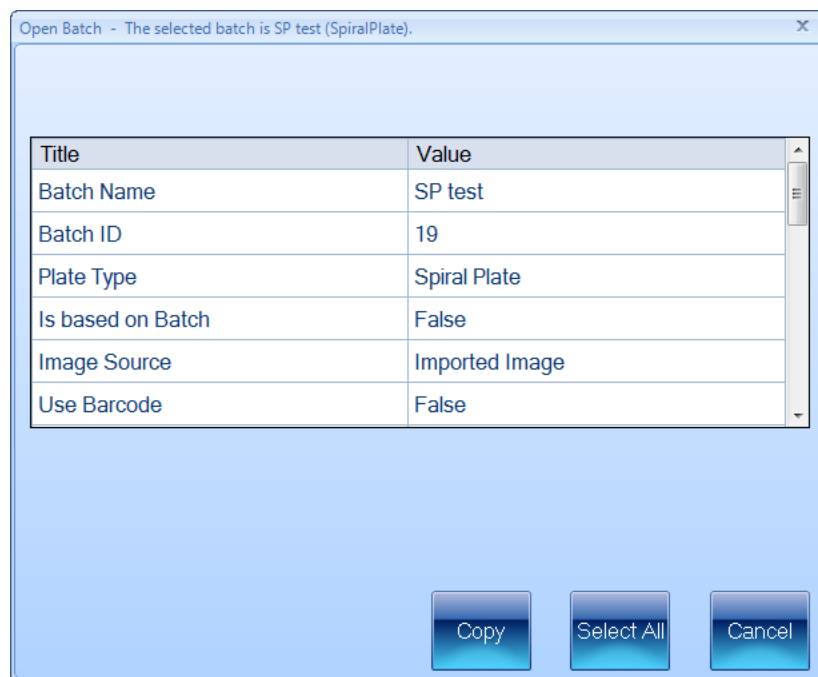 Open Batch - The selected batch is SP test (SpiralPlate).
Title Value
Batch Name SP test
Batch ID 19
Plate Type Spiral Plate
Is based on Batch False
Image Source Imported Image
Use Barcode False
Copy Select All Cancel